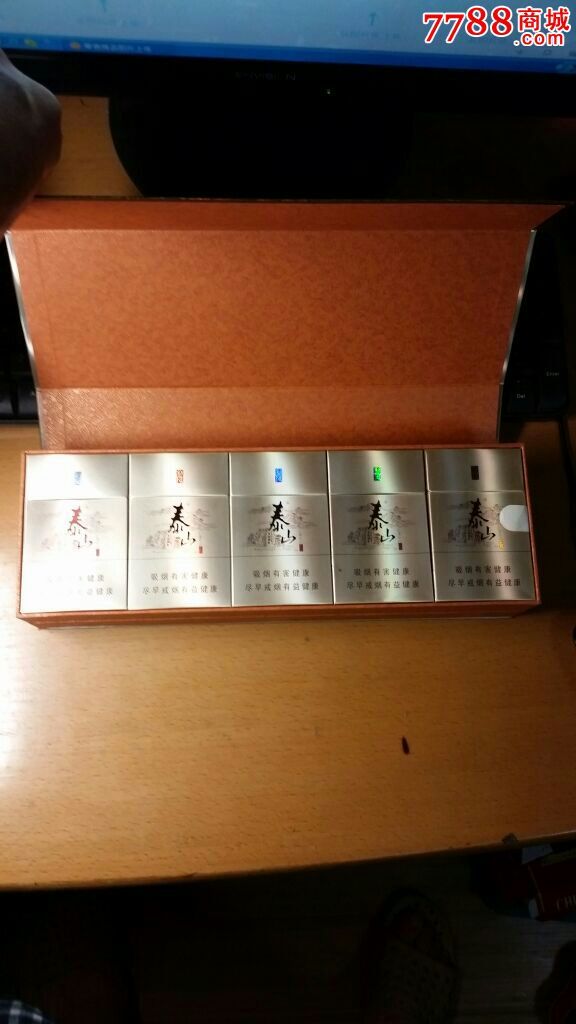 7788商城
.com
Enter
Del
泰山 泰山 泰山 泰山 泰山
吸烟有害健康 吸烟有害健康 吸烟有害健康 吸烟有害健康 吸烟有害健康
尽早戒烟有益健康 尽早戒烟有益健康 尽早戒烟有益健康 尽早戒烟有益健康 尽早戒烟有益健康